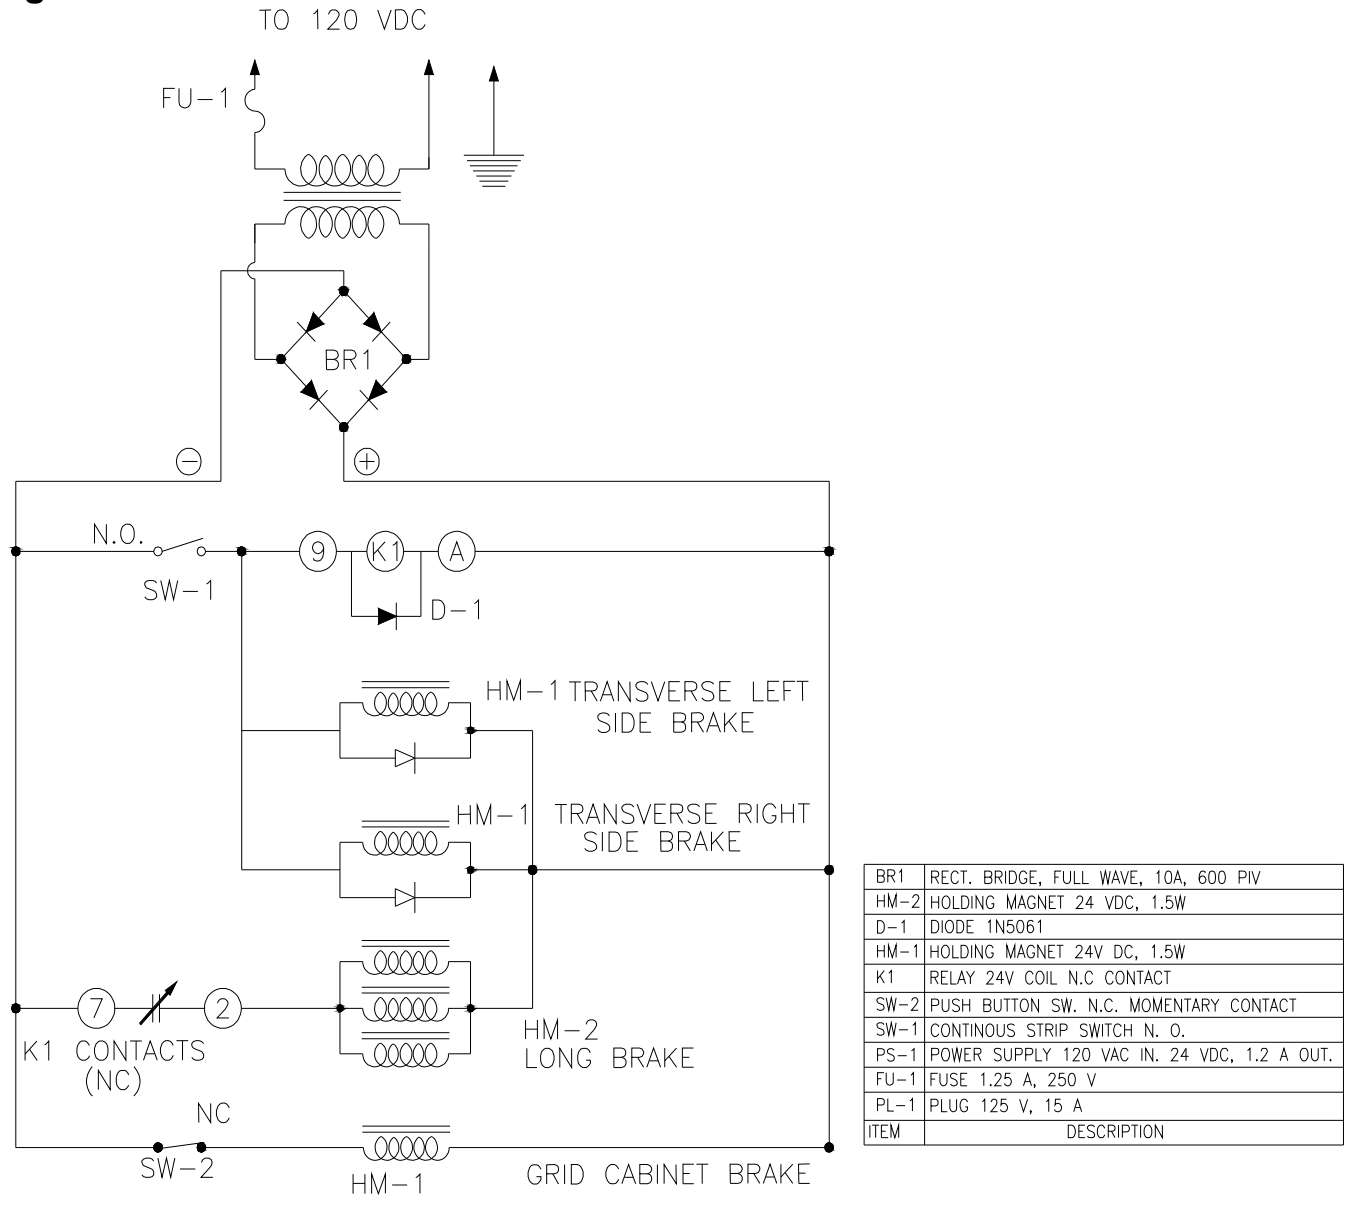 TO 120 VDC
FU-1
BR1
− +
N.O.
9 K1 A
SW-1
D-1
HM-1 TRANSVERSE LEFT
SIDE BRAKE
HM-1 TRANSVERSE RIGHT
SIDE BRAKE
7 2
K1 CONTACTS
(NC)
HM-2
LONG BRAKE
NC
SW-2
HM-1
GRID CABINET BRAKE
BR1 RECT. BRIDGE, FULL WAVE, 10A, 600 PIV
HM-2 HOLDING MAGNET 24 VDC, 1.5W
D-1 DIODE 1N5061
HM-1 HOLDING MAGNET 24V DC, 1.5W
K1 RELAY 24V COIL N.C CONTACT
SW-2 PUSH BUTTON SW. N.C. MOMENTARY CONTACT
SW-1 CONTINOUS STRIP SWITCH N. O.
PS-1 POWER SUPPLY 120 VAC IN. 24 VDC, 1.2 A OUT.
FU-1 FUSE 1.25 A, 250 V
PL-1 PLUG 125 V, 15 A
ITEM DESCRIPTION